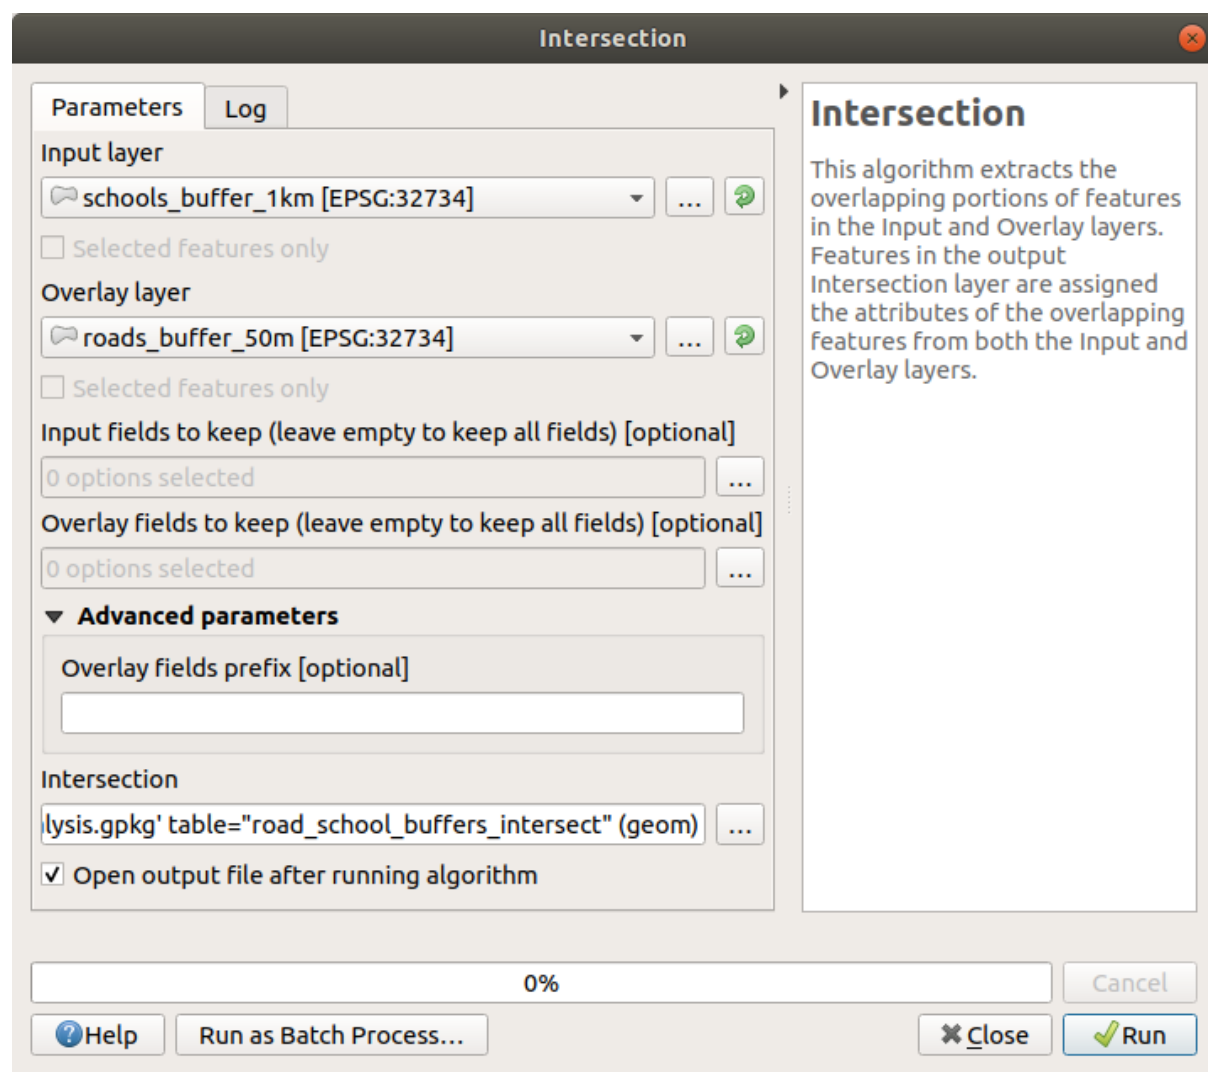 Intersection
Parameters
Log
Input layer
schools_buffer_1km [EPSG:32734]
...
Selected features only
Overlay layer
roads_buffer_50m [EPSG:32734]
...
Selected features only
Input fields to keep (leave empty to keep all fields) [optional]
0 options selected
...
Overlay fields to keep (leave empty to keep all fields) [optional]
0 options selected
...
Advanced parameters
Overlay fields prefix [optional]
Intersection
lysis.gpkg' table="road_school_buffers_intersect" (geom)
...
Open output file after running algorithm
Intersection
This algorithm extracts the
overlapping portions of features
in the Input and Overlay layers.
Features in the output
Intersection layer are assigned
the attributes of the overlapping
features from both the Input and
Overlay layers.
0%
Cancel
Help
Run as Batch Process...
Close
Run